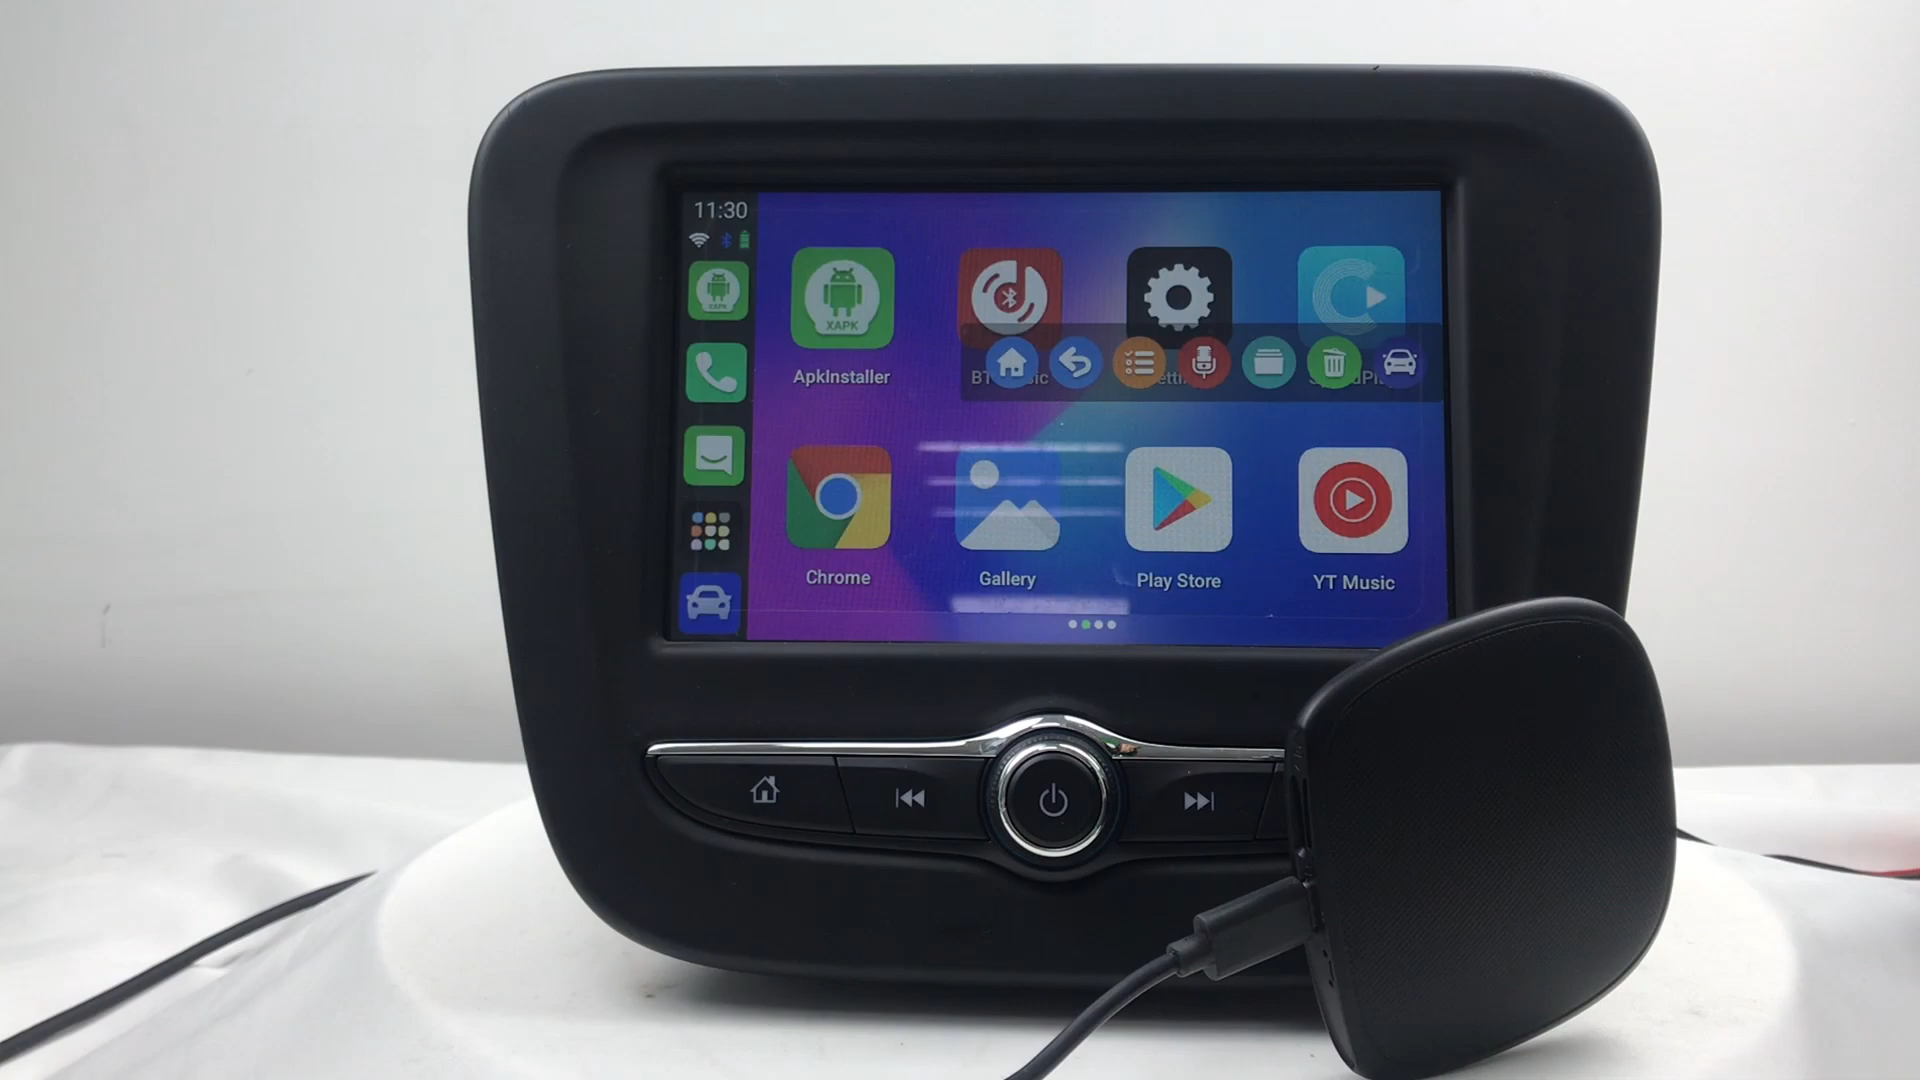 11:30
XAPK
XAPK
ApkInstaller
Chrome
Gallery
Play Store
YT Music